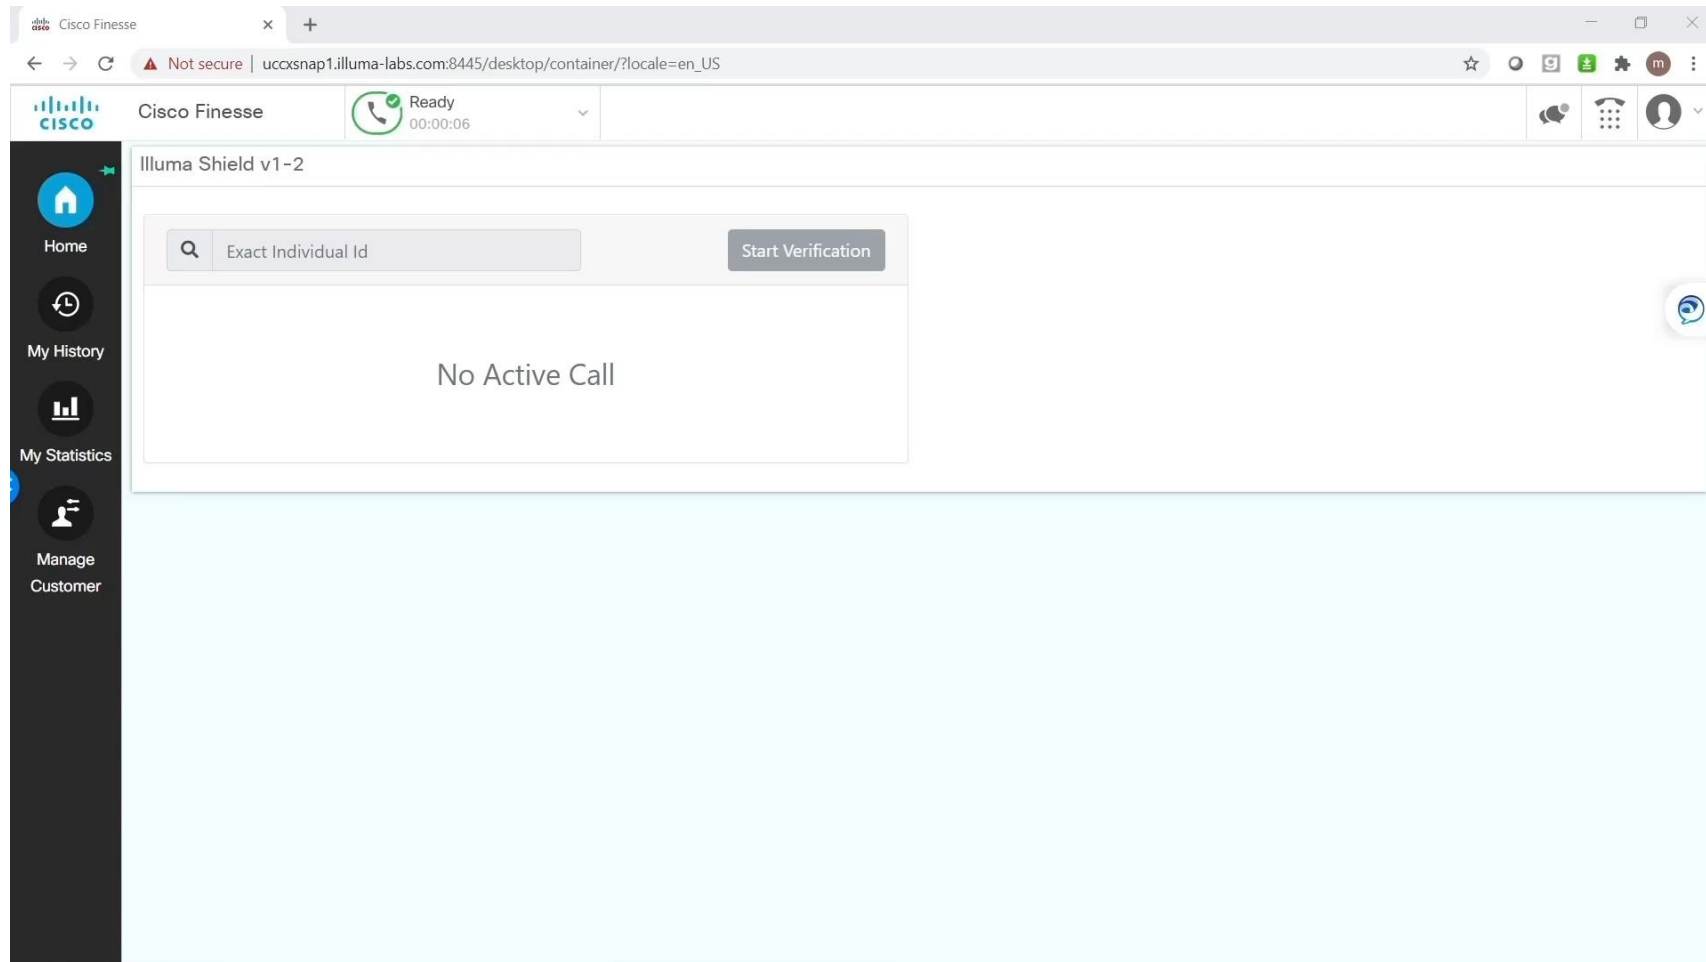 cisco Cisco Finesse
Not secure | uccxsnap1.illuma-labs.com:8445/desktop/container/?locale=en_US
m
CISCO
Cisco Finesse
Ready
00:00:06
Illuma Shield v1-2
Home
Exact Individual Id
Start Verification
My History
No Active Call
My Statistics
Manage
Customer